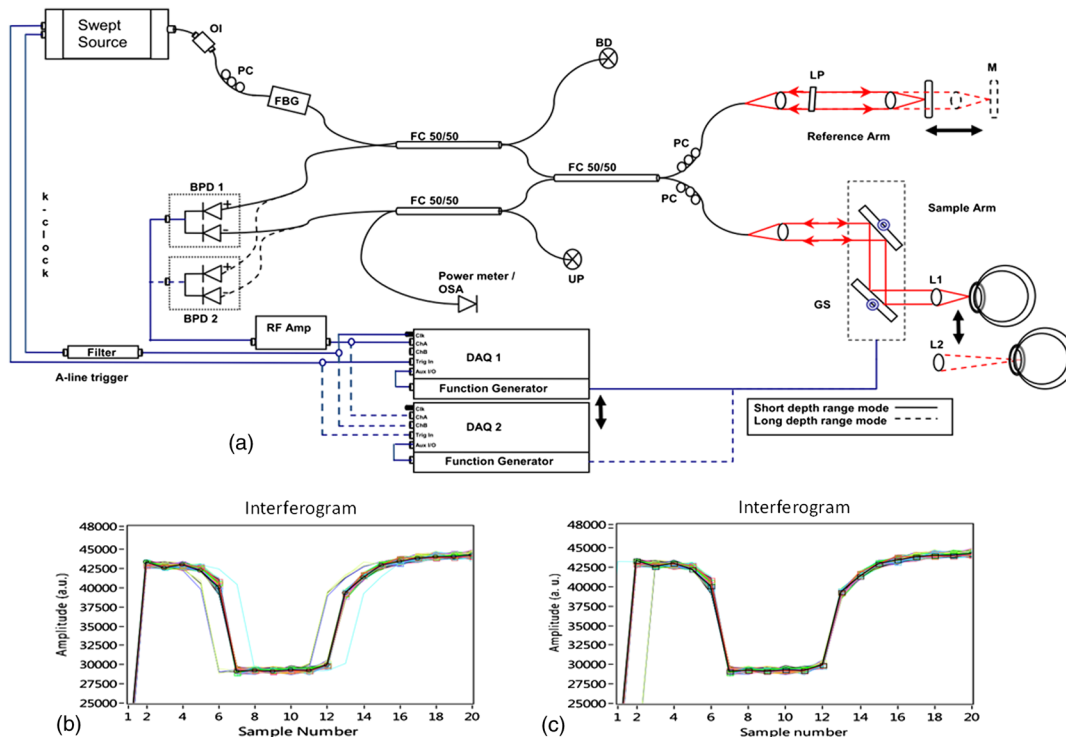 Swept
Source
OI
PC
FBG
FC 50/50
BD
LP
M
Reference Arm
PC
FC 50/50
PC
BPD 1
+
-
k-clock
FC 50/50
Sample Arm
+
-
BPD 2
Power meter /
OSA
UP
GS
L1
L2
RF Amp
Filter
A-line trigger
Clk
ChA
ChB
Trig In
Aux I/O
DAQ 1
Function Generator
Clk
ChA
ChB
Trig In
Aux I/O
DAQ 2
Function Generator
Short depth range mode
Long depth range mode
(a)
Interferogram
48000
45000
42500
40000
37500
35000
32500
30000
27500
25000
Amplitude (a.u.)
1 2 4 6 8 10 12 14 16 18 20
Sample Number
(b)
Interferogram
48000
45000
42500
40000
37500
35000
32500
30000
27500
25000
Amplitude (a. u.)
1 2 4 6 8 10 12 14 16 18 20
Sample number
(c)